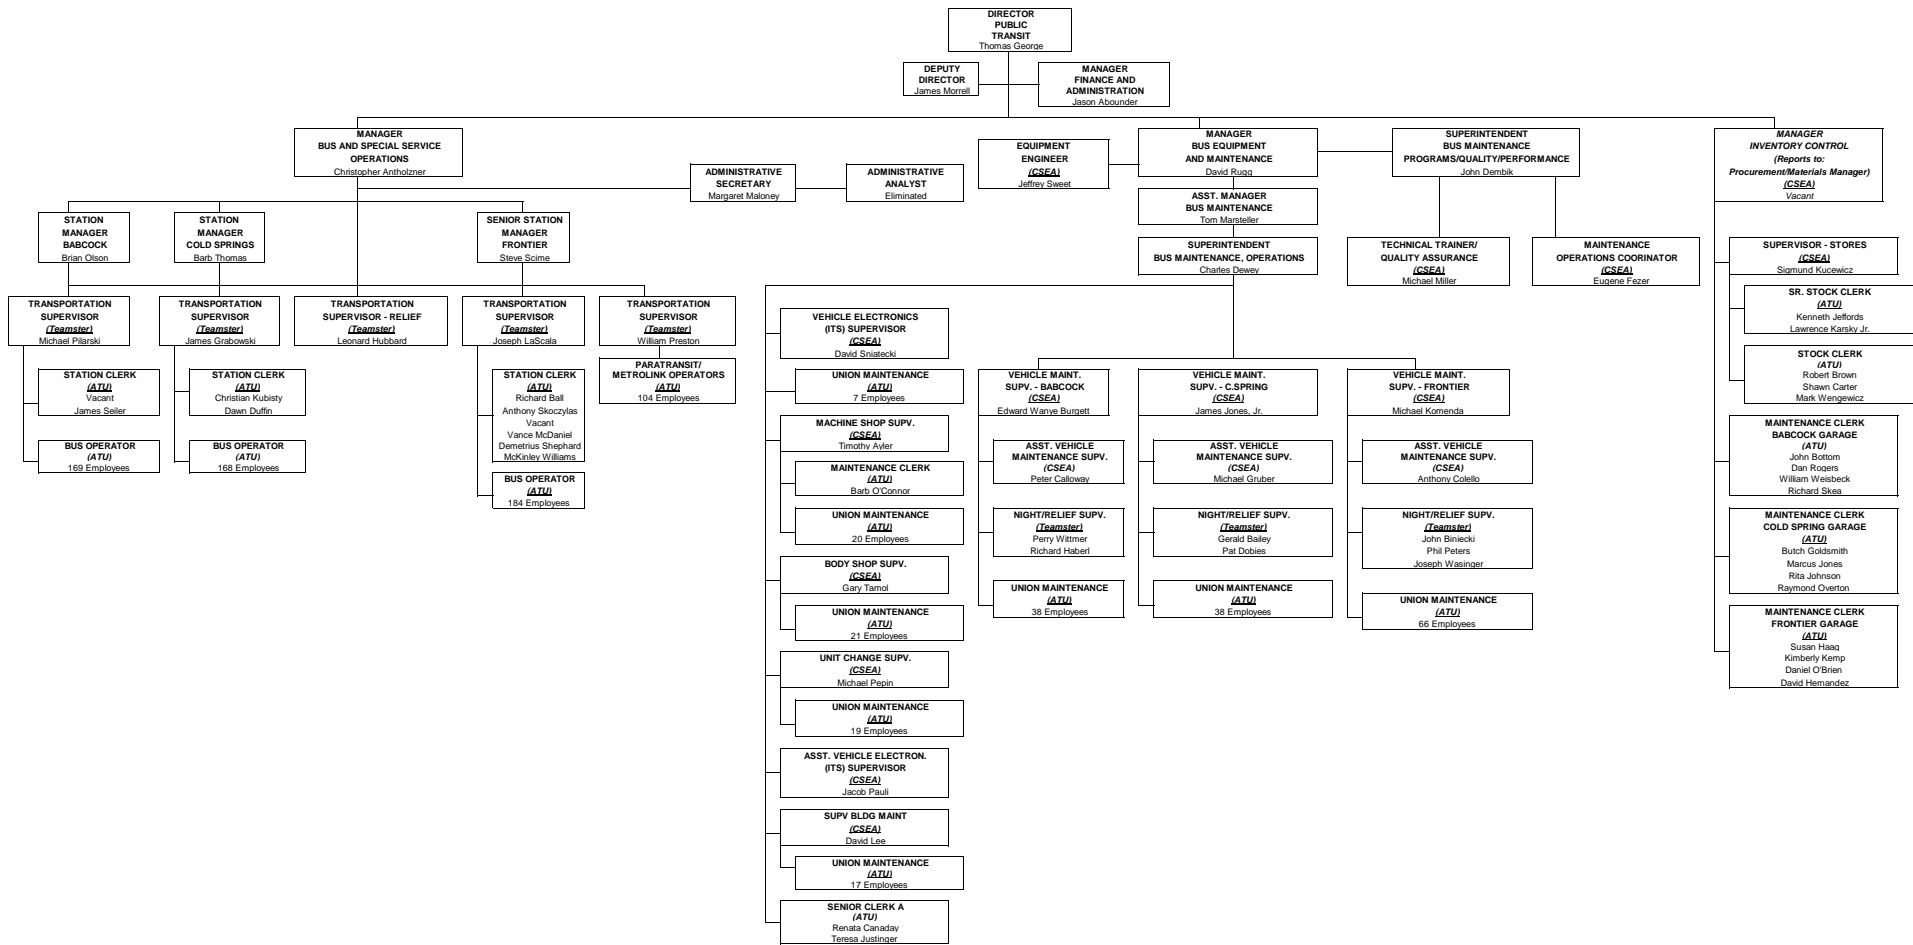 DIRECTOR
PUBLIC
TRANSIT
Thomas George
DEPUTY
DIRECTOR
James Morrell
MANAGER
FINANCE AND
ADMINISTRATION
Jason Abounder
MANAGER
BUS AND SPECIAL SERVICE
OPERATIONS
Christopher Antholzner
ADMINISTRATIVE
SECRETARY
Margaret Maloney
ADMINISTRATIVE
ANALYST
Eliminated
EQUIPMENT
ENGINEER
(CSEA)
Jeffrey Sweet
MANAGER
BUS EQUIPMENT
AND MAINTENANCE
David Rugg
SUPERINTENDENT
BUS MAINTENANCE
PROGRAMS/QUALITY/PERFORMANCE
John Dembik
MANAGER
INVENTORY CONTROL
(Reports to:
Procurement/Materials Manager)
(CSEA)
Vacant
ASST. MANAGER
BUS MAINTENANCE
Tom Marsteller
SUPERINTENDENT
BUS MAINTENANCE, OPERATIONS
Charles Dewey
TECHNICAL TRAINER/
QUALITY ASSURANCE
(CSEA)
Michael Miller
MAINTENANCE
OPERATIONS COORINATOR
(CSEA)
Eugene Fezer
STATION
MANAGER
BABCOCK
Brian Olson
STATION
MANAGER
COLD SPRINGS
Barb Thomas
SENIOR STATION
MANAGER
FRONTIER
Steve Scime
TRANSPORTATION
SUPERVISOR
(Teamster)
Michael Pilarski
TRANSPORTATION
SUPERVISOR
(Teamster)
James Grabowski
TRANSPORTATION
SUPERVISOR - RELIEF
(Teamster)
Leonard Hubbard
TRANSPORTATION
SUPERVISOR
(Teamster)
Joseph LaScala
TRANSPORTATION
SUPERVISOR
(Teamster)
William Preston
STATION CLERK
(ATU)
Vacant
James Seiler
BUS OPERATOR
(ATU)
169 Employees
STATION CLERK
(ATU)
Christian Kubisty
Dawn Duffin
BUS OPERATOR
(ATU)
168 Employees
STATION CLERK
(ATU)
Richard Ball
Anthony Skoczylas
Vacant
Vance McDaniel
Demetrius Shephard
McKinley Williams
BUS OPERATOR
(ATU)
184 Employees
PARATRANSIT/
METROLINK OPERATORS
(ATU)
104 Employees
VEHICLE ELECTRONICS
(ITS) SUPERVISOR
(CSEA)
David Sniatecki
UNION MAINTENANCE
(ATU)
7 Employees
MACHINE SHOP SUPV.
(CSEA)
Timothy Ayler
MAINTENANCE CLERK
(ATU)
Barb O'Connor
UNION MAINTENANCE
(ATU)
20 Employees
BODY SHOP SUPV.
(CSEA)
Gary Tamol
UNION MAINTENANCE
(ATU)
21 Employees
UNIT CHANGE SUPV.
(CSEA)
Michael Pepin
UNION MAINTENANCE
(ATU)
19 Employees
ASST. VEHICLE ELECTRON.
(ITS) SUPERVISOR
(CSEA)
Jacob Pauli
SUPV BLDG MAINT
(CSEA)
David Lee
UNION MAINTENANCE
(ATU)
17 Employees
SENIOR CLERK A
(ATU)
Renata Canaday
Teresa Justinger
VEHICLE MAINT.
SUPV. - BABCOCK
(CSEA)
Edward Wanye Burgett
ASST. VEHICLE
MAINTENANCE SUPV.
(CSEA)
Peter Calloway
NIGHT/RELIEF SUPV.
(Teamster)
Perry Wittmer
Richard Haberl
UNION MAINTENANCE
(ATU)
38 Employees
VEHICLE MAINT.
SUPV. - C.SPRING
(CSEA)
James Jones, Jr.
ASST. VEHICLE
MAINTENANCE SUPV.
(CSEA)
Michael Gruber
NIGHT/RELIEF SUPV.
(Teamster)
Gerald Bailey
Pat Dobies
UNION MAINTENANCE
(ATU)
38 Employees
VEHICLE MAINT.
SUPV. - FRONTIER
(CSEA)
Michael Komenda
ASST. VEHICLE
MAINTENANCE SUPV.
(CSEA)
Anthony Colello
NIGHT/RELIEF SUPV.
(Teamster)
John Biniecki
Phil Peters
Joseph Wasinger
UNION MAINTENANCE
(ATU)
66 Employees
SUPERVISOR - STORES
(CSEA)
Sigmund Kucewicz
SR. STOCK CLERK
(ATU)
Kenneth Jeffords
Lawrence Karsky Jr.
STOCK CLERK
(ATU)
Robert Brown
Shawn Carter
Mark Wengewicz
MAINTENANCE CLERK
BABCOCK GARAGE
(ATU)
John Bottom
Dan Rogers
William Weisbeck
Richard Skea
MAINTENANCE CLERK
COLD SPRING GARAGE
(ATU)
Butch Goldsmith
Marcus Jones
Rita Johnson
Raymond Overton
MAINTENANCE CLERK
FRONTIER GARAGE
(ATU)
Susan Haag
Kimberly Kemp
Daniel O'Brien
David Hernandez